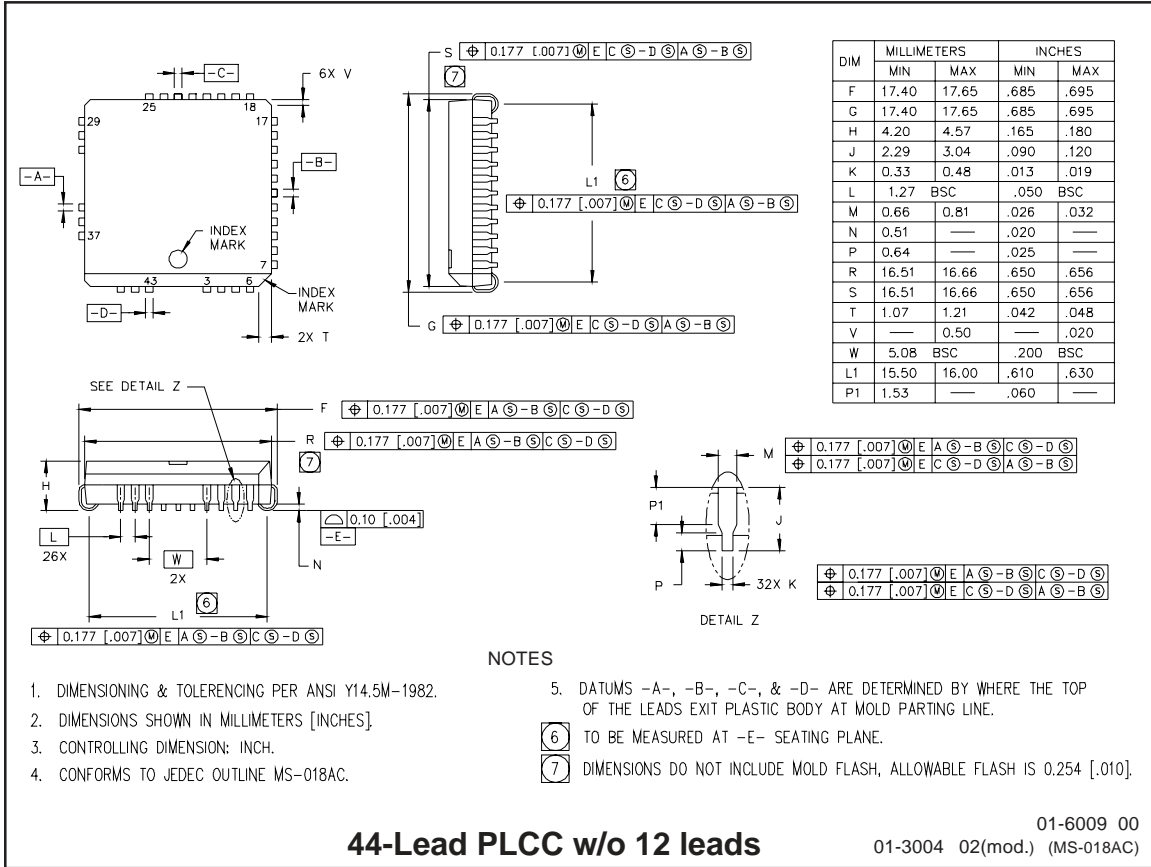 -C-
6X V
25
18
29
17
-B-
-A-
37
INDEX
MARK
7
43
3
6
INDEX
MARK
-D-
2X T
S ⌖ 0.177 [.007] Ⓜ E C Ⓢ -D Ⓢ A Ⓢ -B Ⓢ
7
L1 6
⌖ 0.177 [.007] Ⓜ E C Ⓢ -D Ⓢ A Ⓢ -B Ⓢ
G ⌖ 0.177 [.007] Ⓜ E C Ⓢ -D Ⓢ A Ⓢ -B Ⓢ
DIM MILLIMETERS INCHES
MIN MAX MIN MAX
F 17.40 17.65 .685 .695
G 17.40 17.65 .685 .695
H 4.20 4.57 .165 .180
J 2.29 3.04 .090 .120
K 0.33 0.48 .013 .019
L 1.27 BSC .050 BSC
M 0.66 0.81 .026 .032
N 0.51 — .020 —
P 0.64 — .025 —
R 16.51 16.66 .650 .656
S 16.51 16.66 .650 .656
T 1.07 1.21 .042 .048
V — 0.50 — .020
W 5.08 BSC .200 BSC
L1 15.50 16.00 .610 .630
P1 1.53 — .060 —
SEE DETAIL Z
F ⌖ 0.177 [.007] Ⓜ E A Ⓢ -B Ⓢ C Ⓢ -D Ⓢ
R ⌖ 0.177 [.007] Ⓜ E A Ⓢ -B Ⓢ C Ⓢ -D Ⓢ
7
H
⌓ 0.10 [.004]
-E-
L
26X
W
2X
N
L1 6
⌖ 0.177 [.007] Ⓜ E A Ⓢ -B Ⓢ C Ⓢ -D Ⓢ
M ⌖ 0.177 [.007] Ⓜ E A Ⓢ -B Ⓢ C Ⓢ -D Ⓢ
⌖ 0.177 [.007] Ⓜ E C Ⓢ -D Ⓢ A Ⓢ -B Ⓢ
P1
J
P
32X K
⌖ 0.177 [.007] Ⓜ E A Ⓢ -B Ⓢ C Ⓢ -D Ⓢ
⌖ 0.177 [.007] Ⓜ E C Ⓢ -D Ⓢ A Ⓢ -B Ⓢ
DETAIL Z
NOTES
1. DIMENSIONING & TOLERENCING PER ANSI Y14.5M-1982.
2. DIMENSIONS SHOWN IN MILLIMETERS [INCHES].
3. CONTROLLING DIMENSION: INCH.
4. CONFORMS TO JEDEC OUTLINE MS-018AC.
5. DATUMS -A-, -B-, -C-, & -D- ARE DETERMINED BY WHERE THE TOP
OF THE LEADS EXIT PLASTIC BODY AT MOLD PARTING LINE.
6 TO BE MEASURED AT -E- SEATING PLANE.
7 DIMENSIONS DO NOT INCLUDE MOLD FLASH, ALLOWABLE FLASH IS 0.254 [.010].
44-Lead PLCC w/o 12 leads
01-6009 00
01-3004 02(mod.) (MS-018AC)